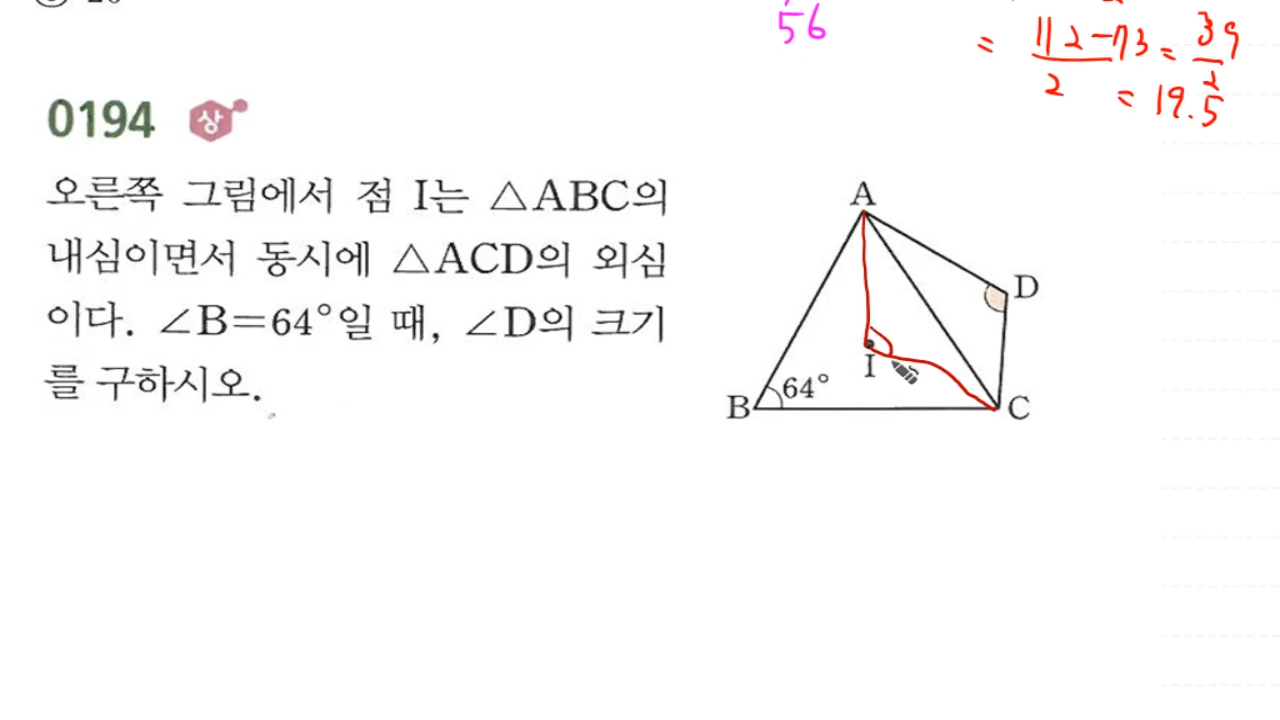 56
= 112-73/2 = 39/2
= 19.5
0194 상
오른쪽 그림에서 점 I는 △ABC의
내심이면서 동시에 △ACD의 외심
이다. ∠B=64°일 때, ∠D의 크기
를 구하시오.
A
D
I
64°
B
C